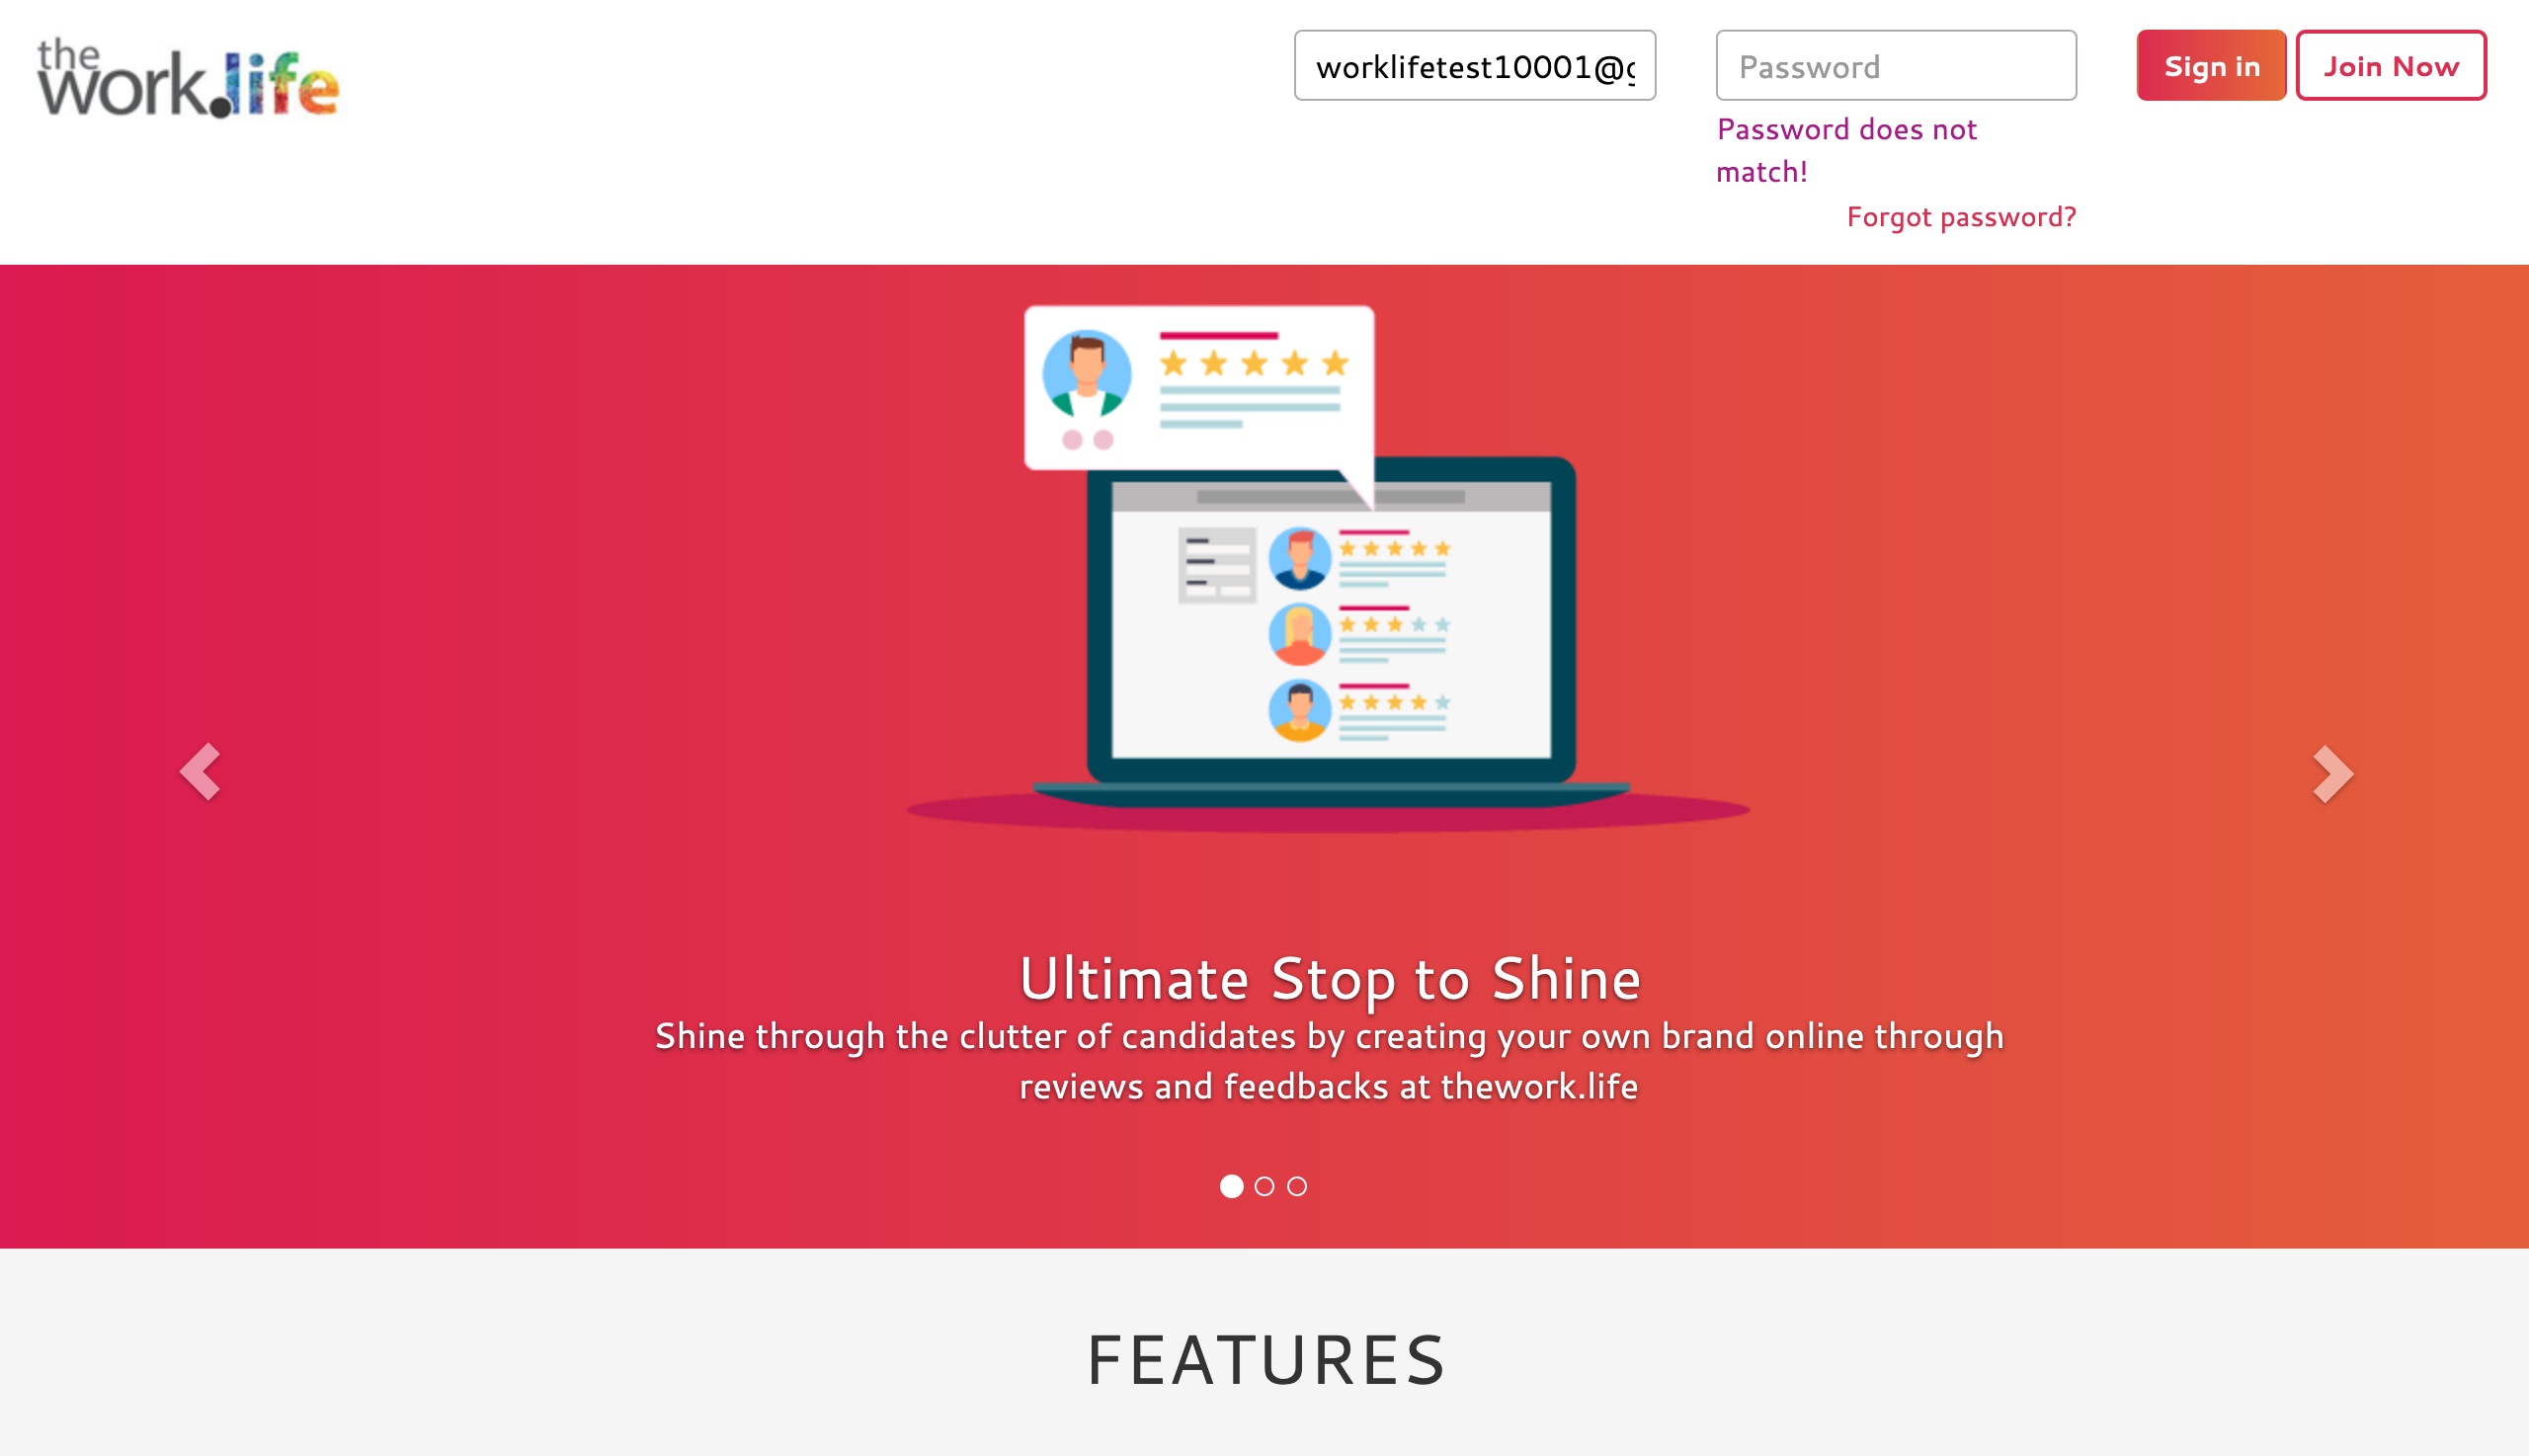 the
work.life
worklifetest10001@
Password
Sign in
Join Now
Password does not
match!
Forgot password?
Ultimate Stop to Shine
Shine through the clutter of candidates by creating your own brand online through
reviews and feedbacks at thework.life
FEATURES